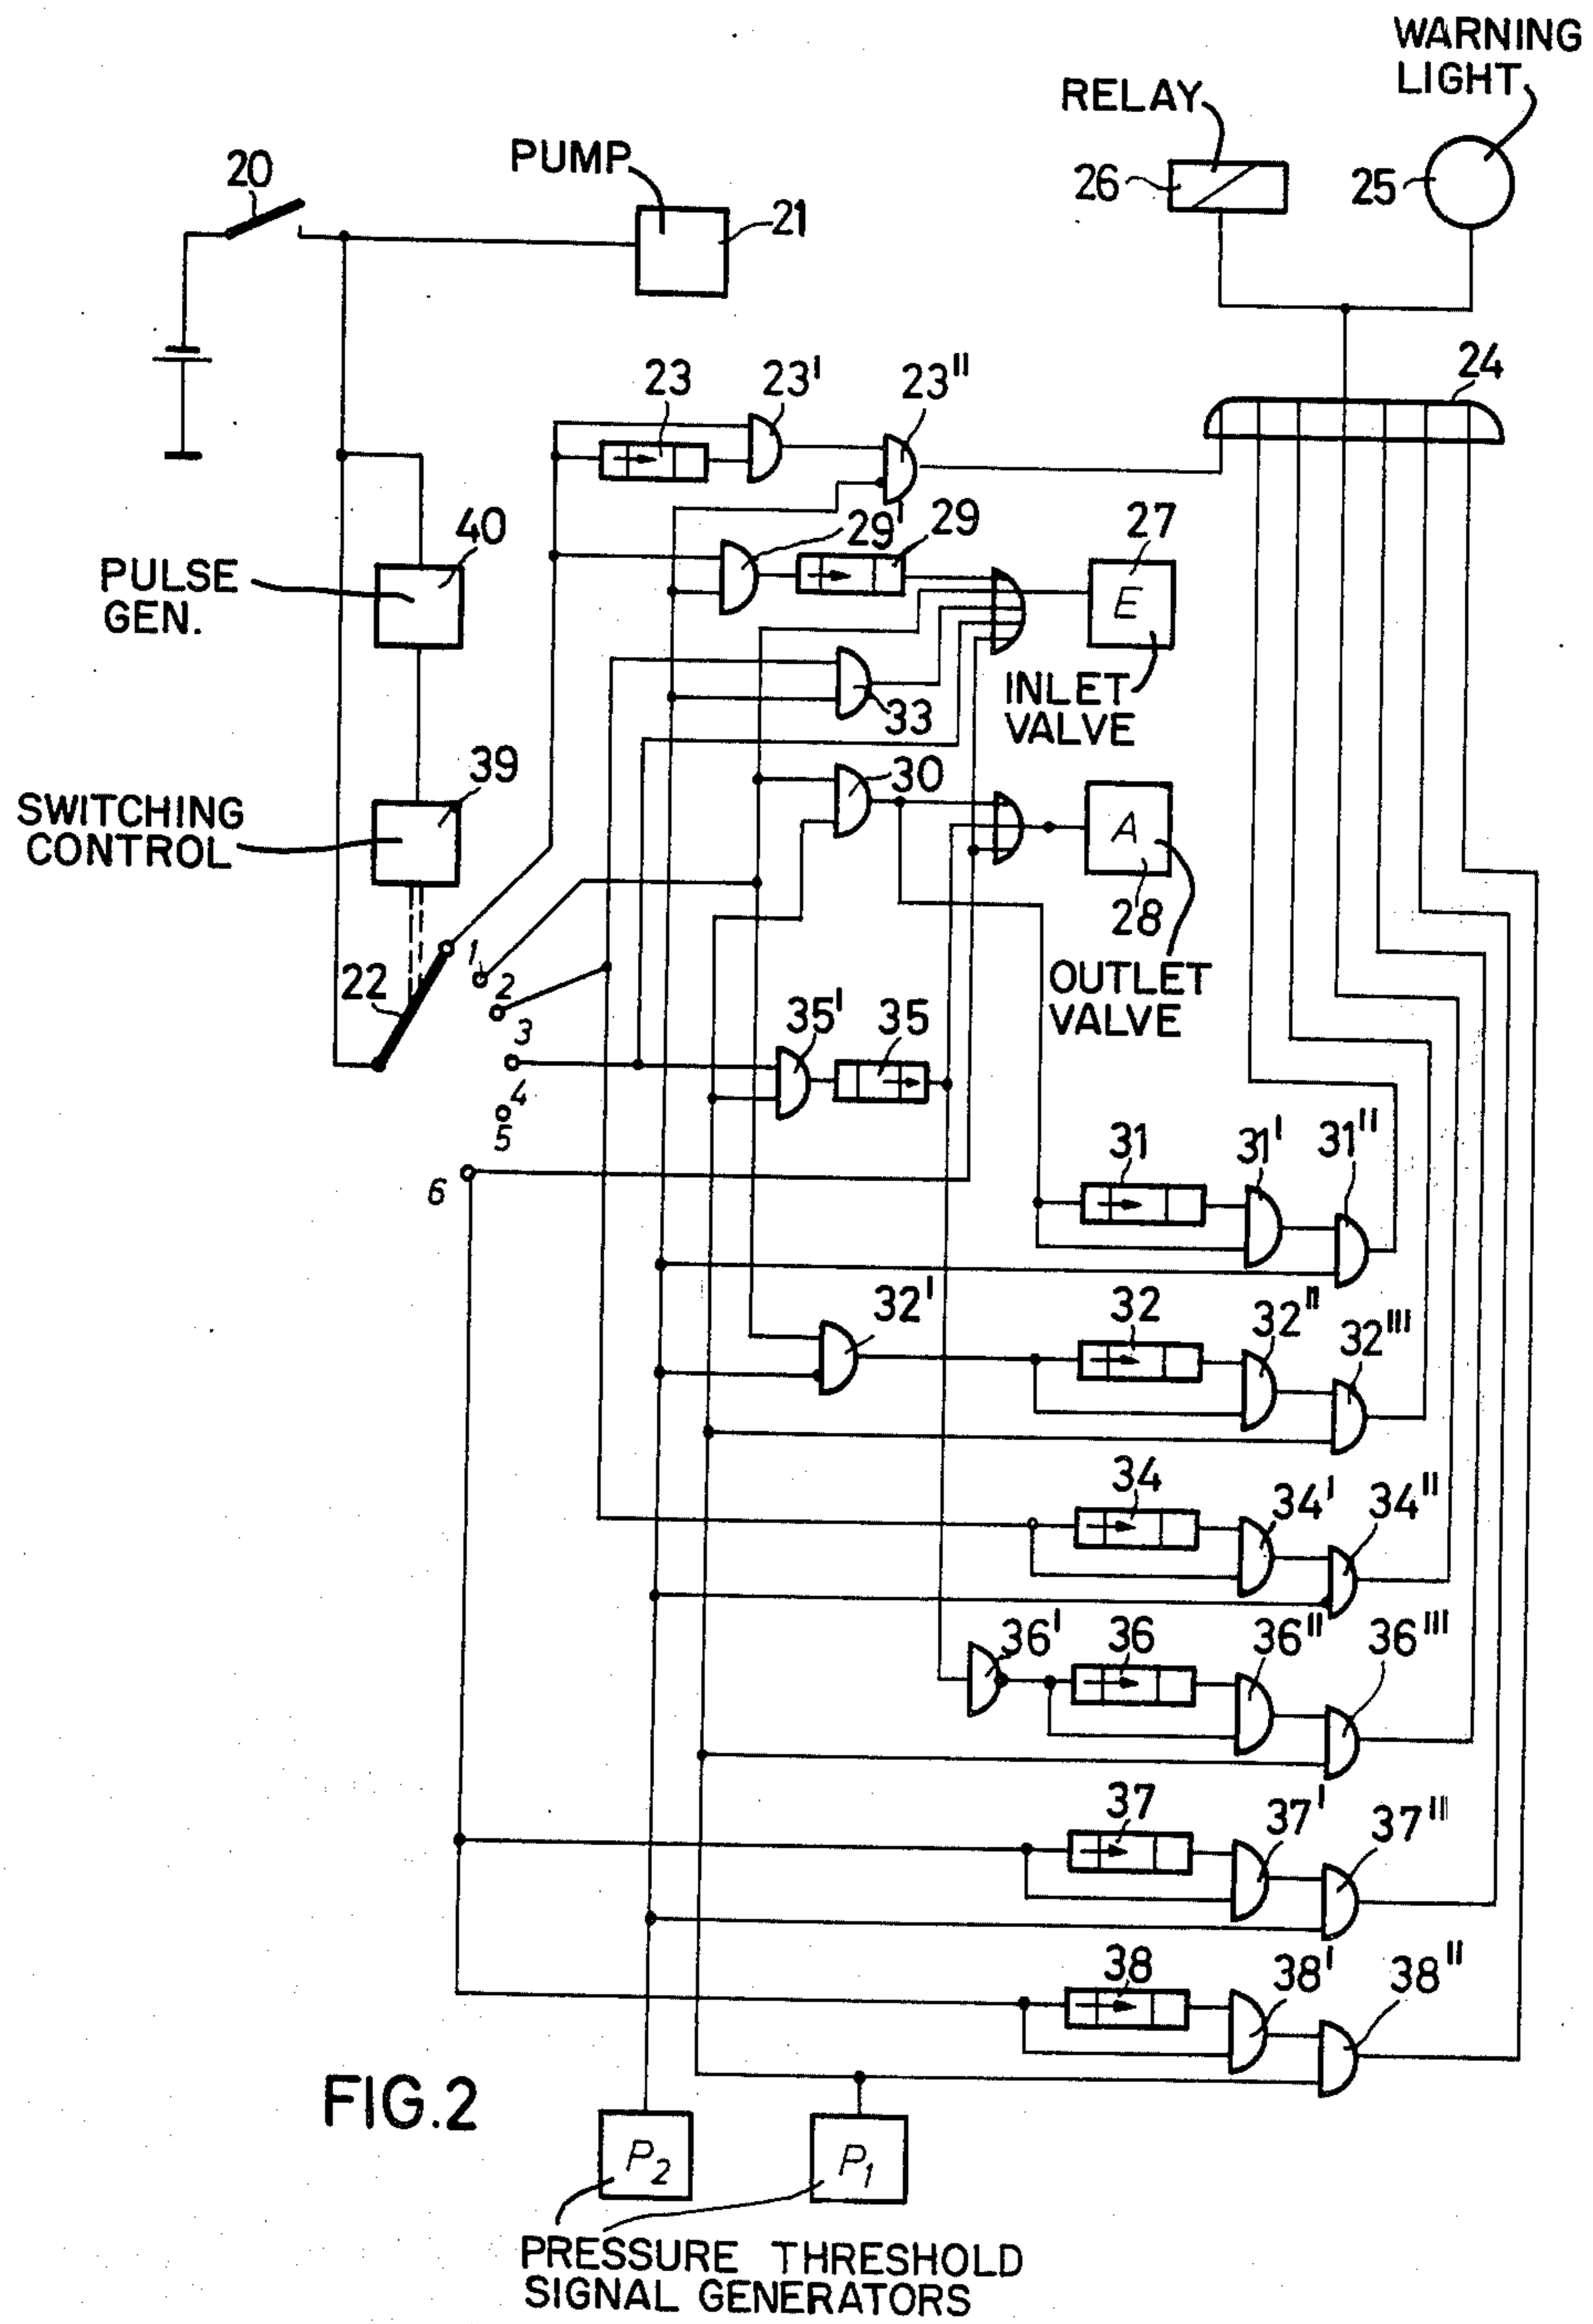 WARNING
LIGHT
RELAY
PUMP
20
26
25
21
24
23
23'
23"
40
29'
29
27
PULSE
GEN.
E
INLET
VALVE
33
39
30
SWITCHING
CONTROL
A
28
OUTLET
VALVE
22
1
2
3
4
5
6
35'
35
31
31'
31"
32'
32
32"
32'''
34
34'
34"
36'
36
36"
36'''
37
37'
37"
38
38'
38"
FIG.2
P2
P1
PRESSURE THRESHOLD
SIGNAL GENERATORS